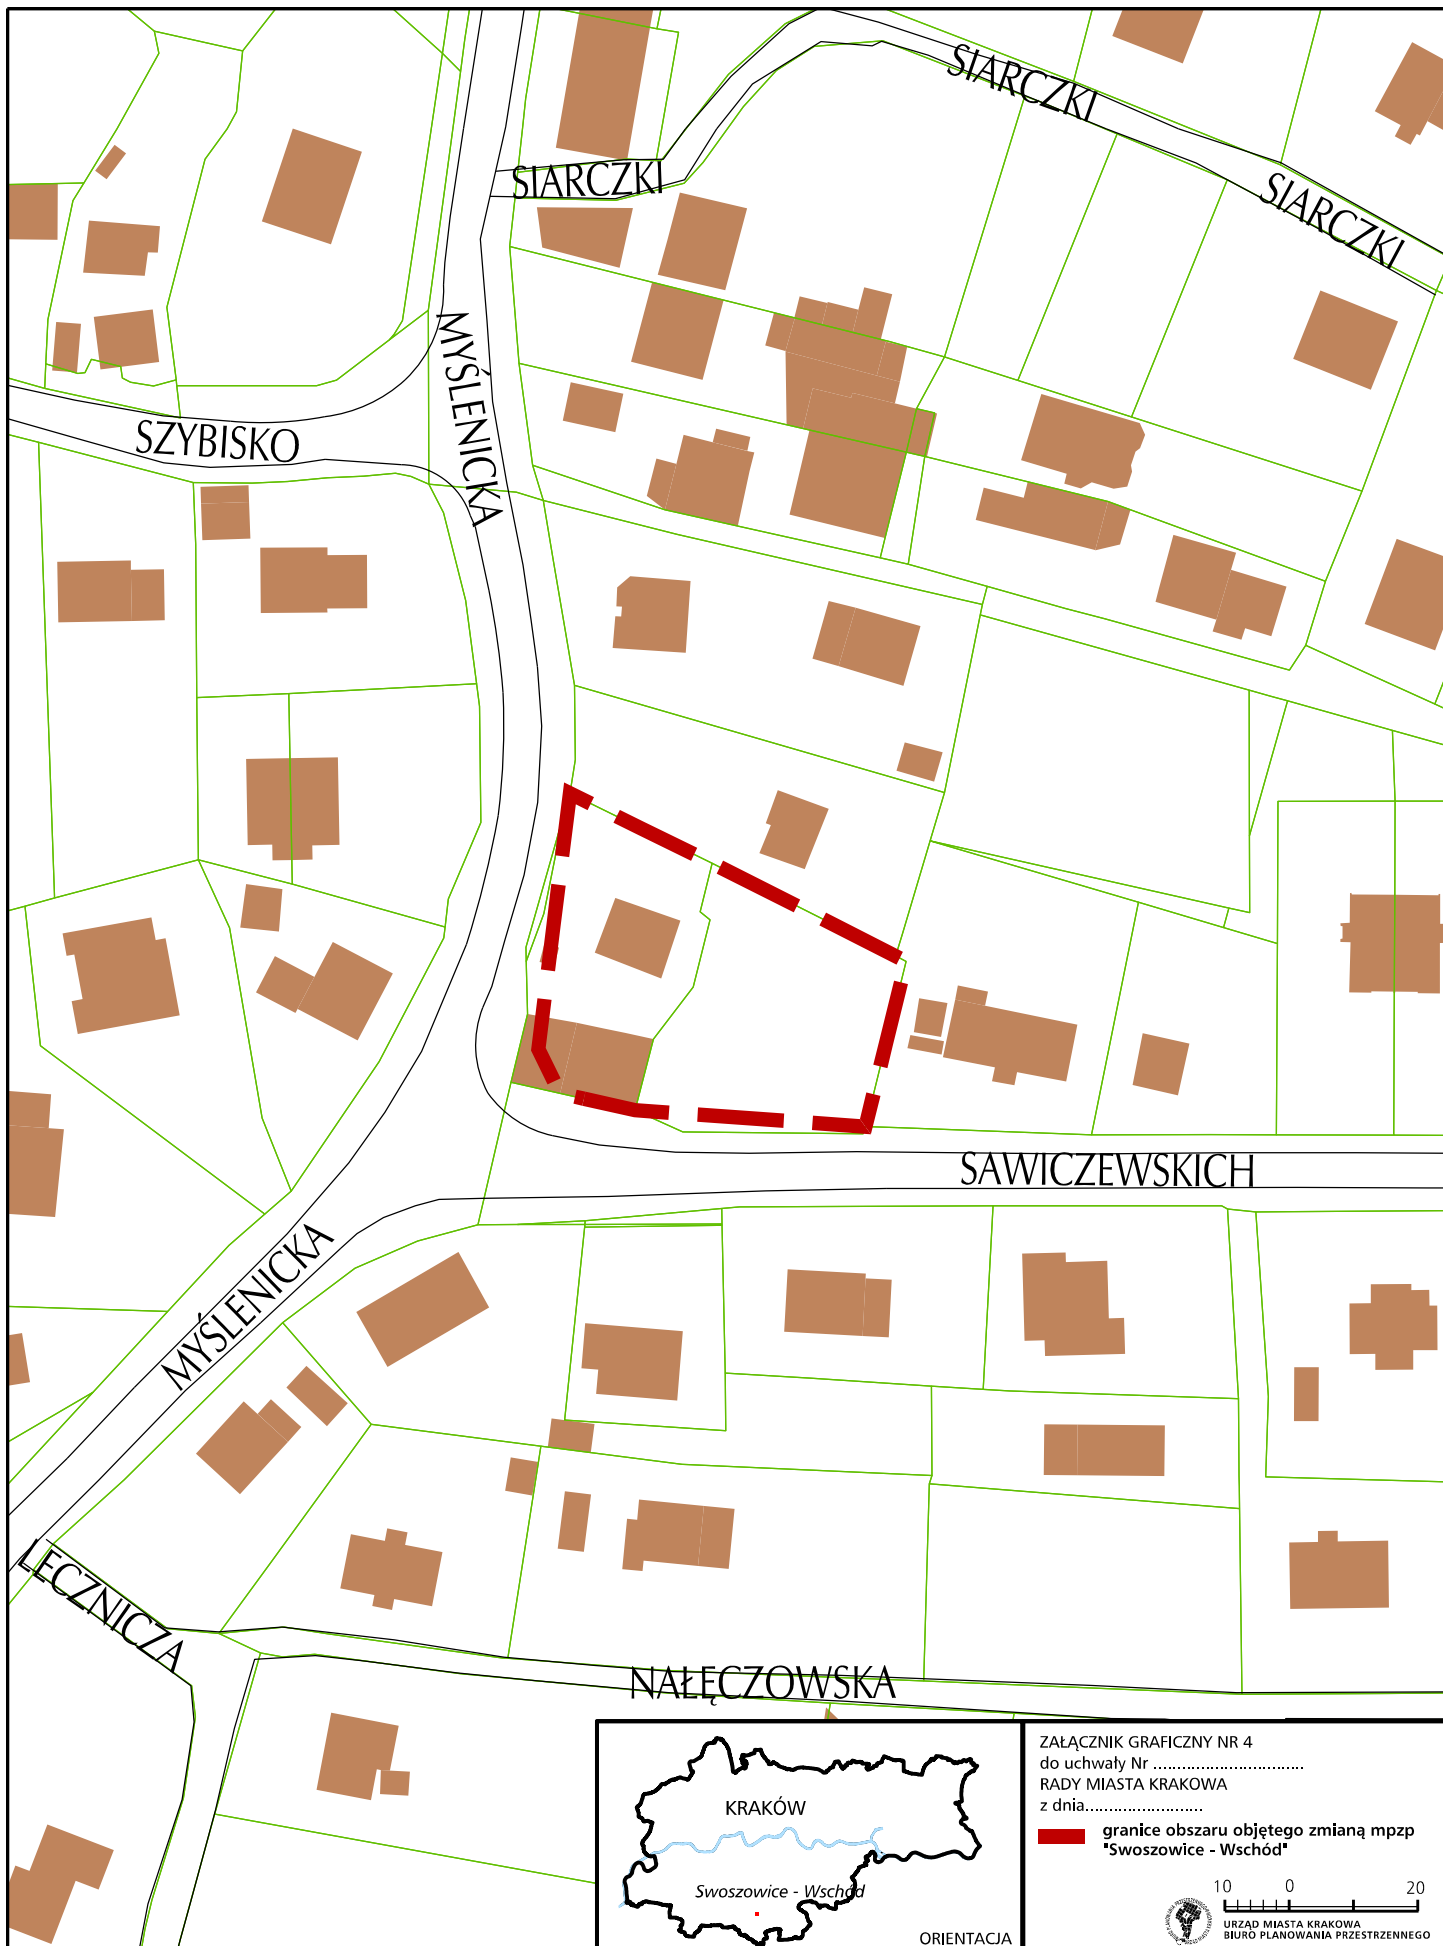 SIARCZKI
SIARCZKI
SIARCZKI
MYŚLENICKA
SZYBISKO
SAWICZEWSKICH
MYŚLENICKA
LECZNICZA
NAŁĘCZOWSKA
KRAKÓW
Swoszowice - Wschód
ORIENTACJA
ZAŁĄCZNIK GRAFICZNY NR 4
do uchwały Nr ................................
RADY MIASTA KRAKOWA
z dnia.........................
granice obszaru objętego zmianą mpzp
"Swoszowice - Wschód"
10 0 20
URZĄD MIASTA KRAKOWA
BIURO PLANOWANIA PRZESTRZENNEGO